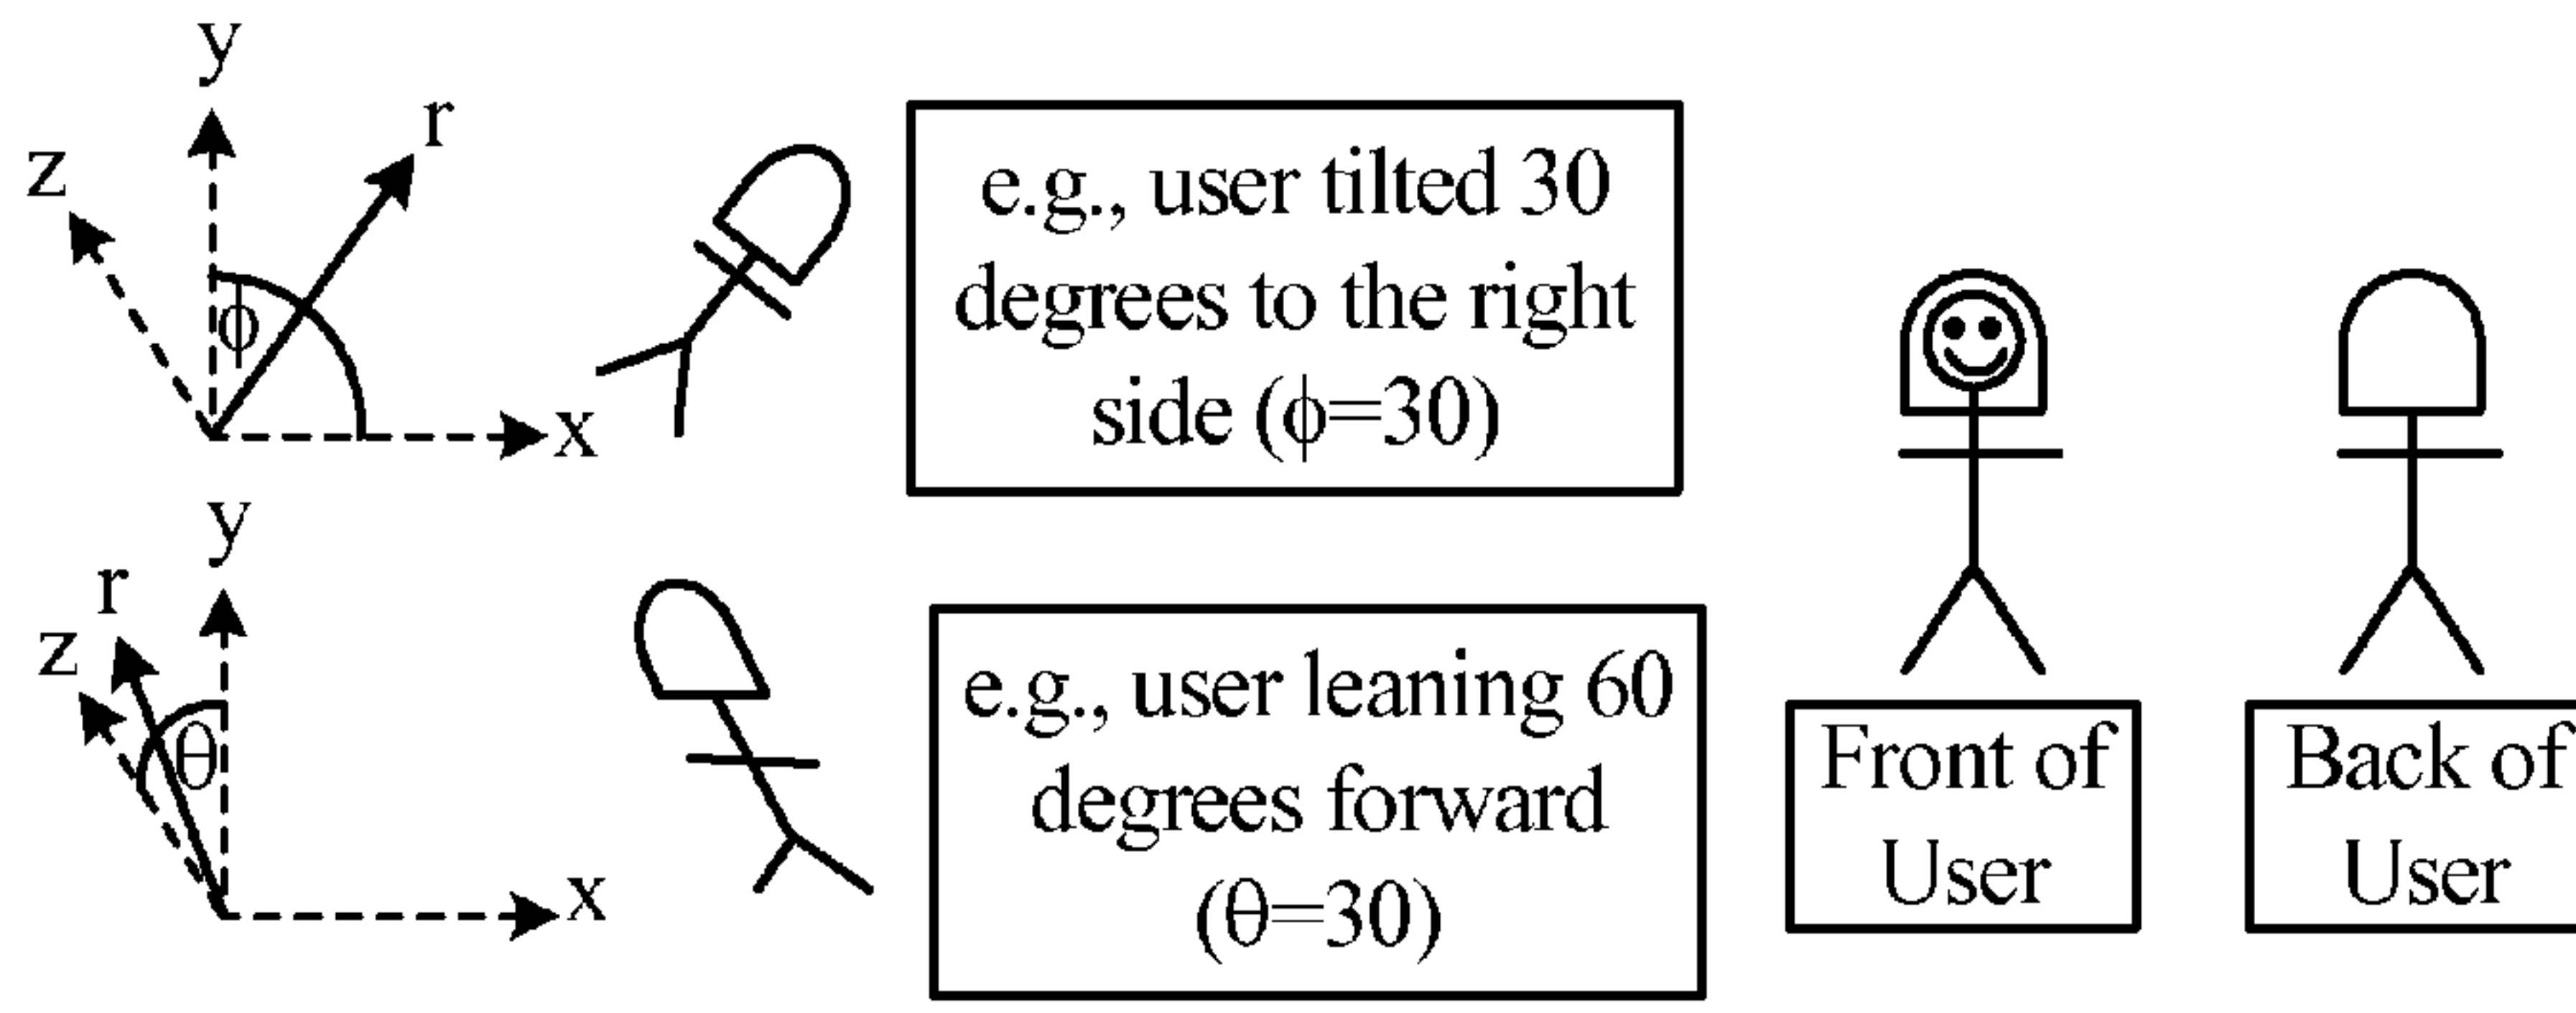 y
z
r
ϕ
x
e.g., user tilted 30
degrees to the right
side (ϕ=30)
y
r
z
θ
x
e.g., user leaning 60
degrees forward
(θ=30)
Front of
User
Back of
User